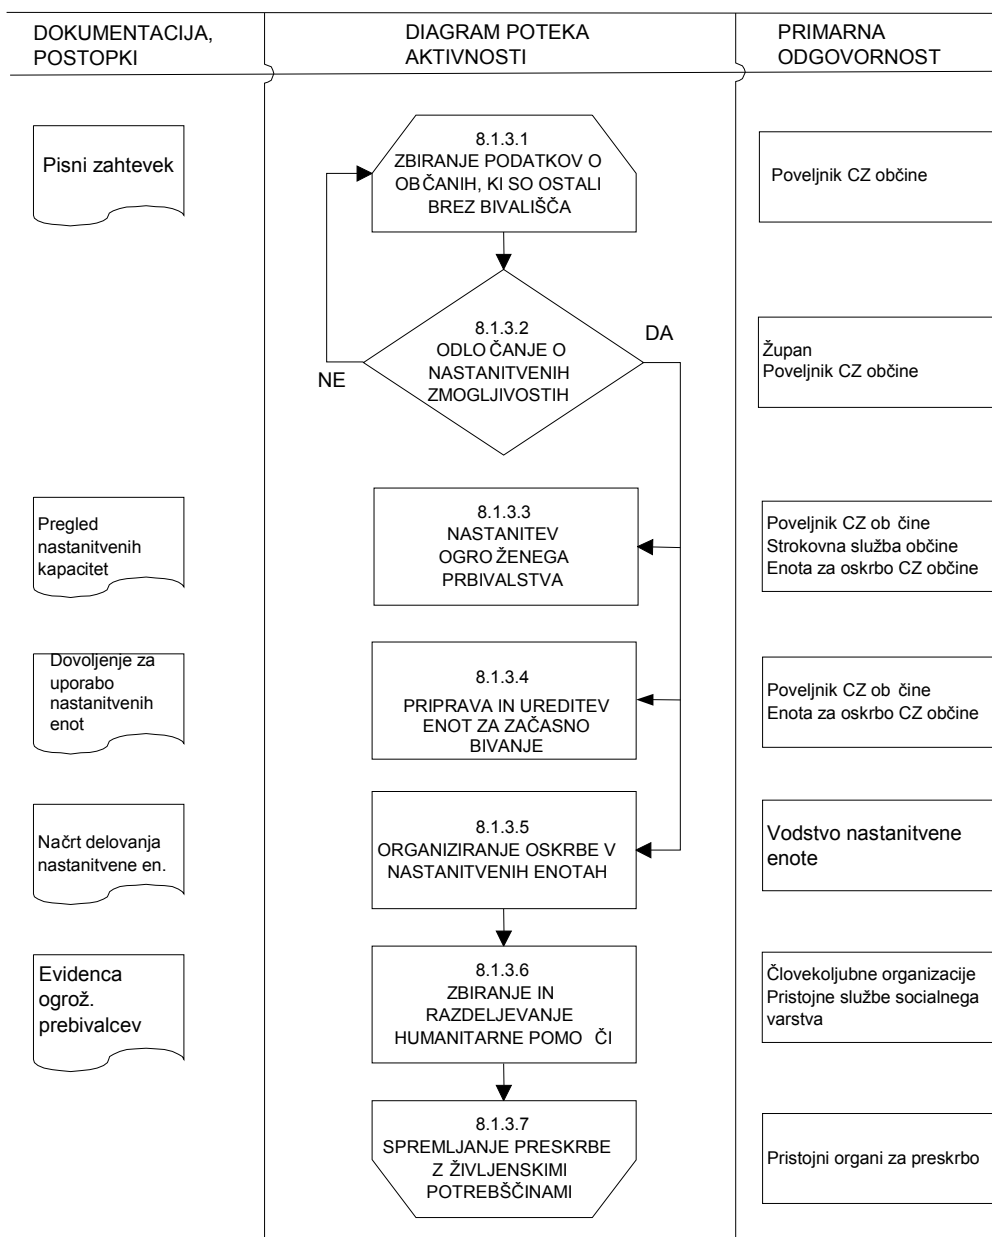 DOKUMENTACIJA,
POSTOPKI
DIAGRAM POTEKA
AKTIVNOSTI
PRIMARNA
ODGOVORNOST
Pisni zahtevek
8.1.3.1
ZBIRANJE PODATKOV O
OBČANIH, KI SO OSTALI
BREZ BIVALIŠČA
Poveljnik CZ občine
8.1.3.2
ODLO ČANJE O
NASTANITVENIH
ZMOGLJIVOSTIH
NE
DA
Župan
Poveljnik CZ občine
Pregled
nastanitvenih
kapacitet
8.1.3.3
NASTANITEV
OGRO ŽENEGA
PRBIVALSTVA
Poveljnik CZ ob čine
Strokovna služba občine
Enota za oskrbo CZ občine
Dovoljenje za
uporabo
nastanitvenih
enot
8.1.3.4
PRIPRAVA IN UREDITEV
ENOT ZA ZAČASNO
BIVANJE
Poveljnik CZ ob čine
Enota za oskrbo CZ občine
Načrt delovanja
nastanitvene en.
8.1.3.5
ORGANIZIRANJE OSKRBE V
NASTANITVENIH ENOTAH
Vodstvo nastanitvene
enote
Evidenca
ogrož.
prebivalcev
8.1.3.6
ZBIRANJE IN
RAZDELJEVANJE
HUMANITARNE POMO ČI
Človekoljubne organizacije
Pristojne službe socialnega
varstva
8.1.3.7
SPREMLJANJE PRESKRBE
Z ŽIVLJENSKIMI
POTREBŠČINAMI
Pristojni organi za preskrbo